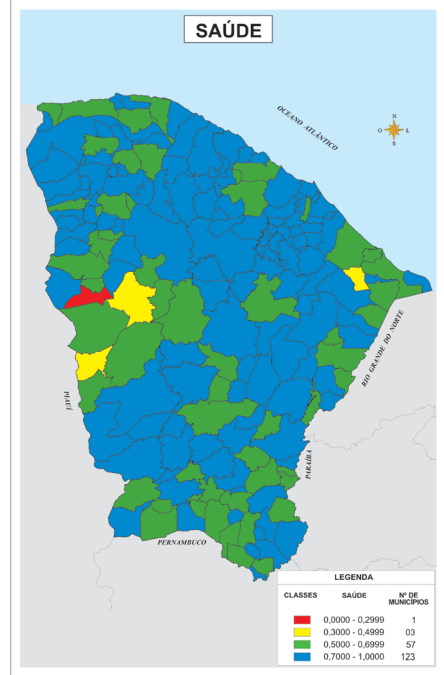 SAÚDE
OCEANO ATLÂNTICO
N
O L
S
RIO GRANDE DO NORTE
PIAUÍ
PARAÍBA
PERNAMBUCO
LEGENDA
CLASSES SAÚDE Nº DE MUNICÍPIOS
0,0000 - 0,2999 1
0,3000 - 0,4999 03
0,5000 - 0,6999 57
0,7000 - 1,0000 123